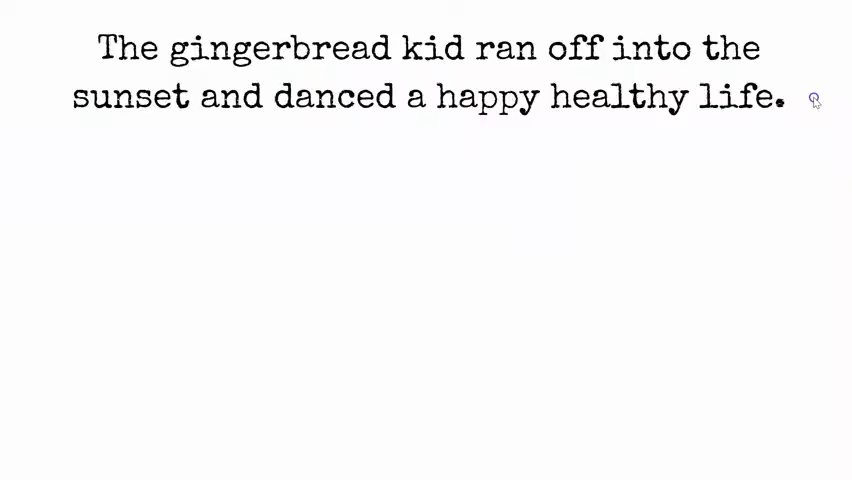 The gingerbread kid ran off into the
sunset and danced a happy healthy life.